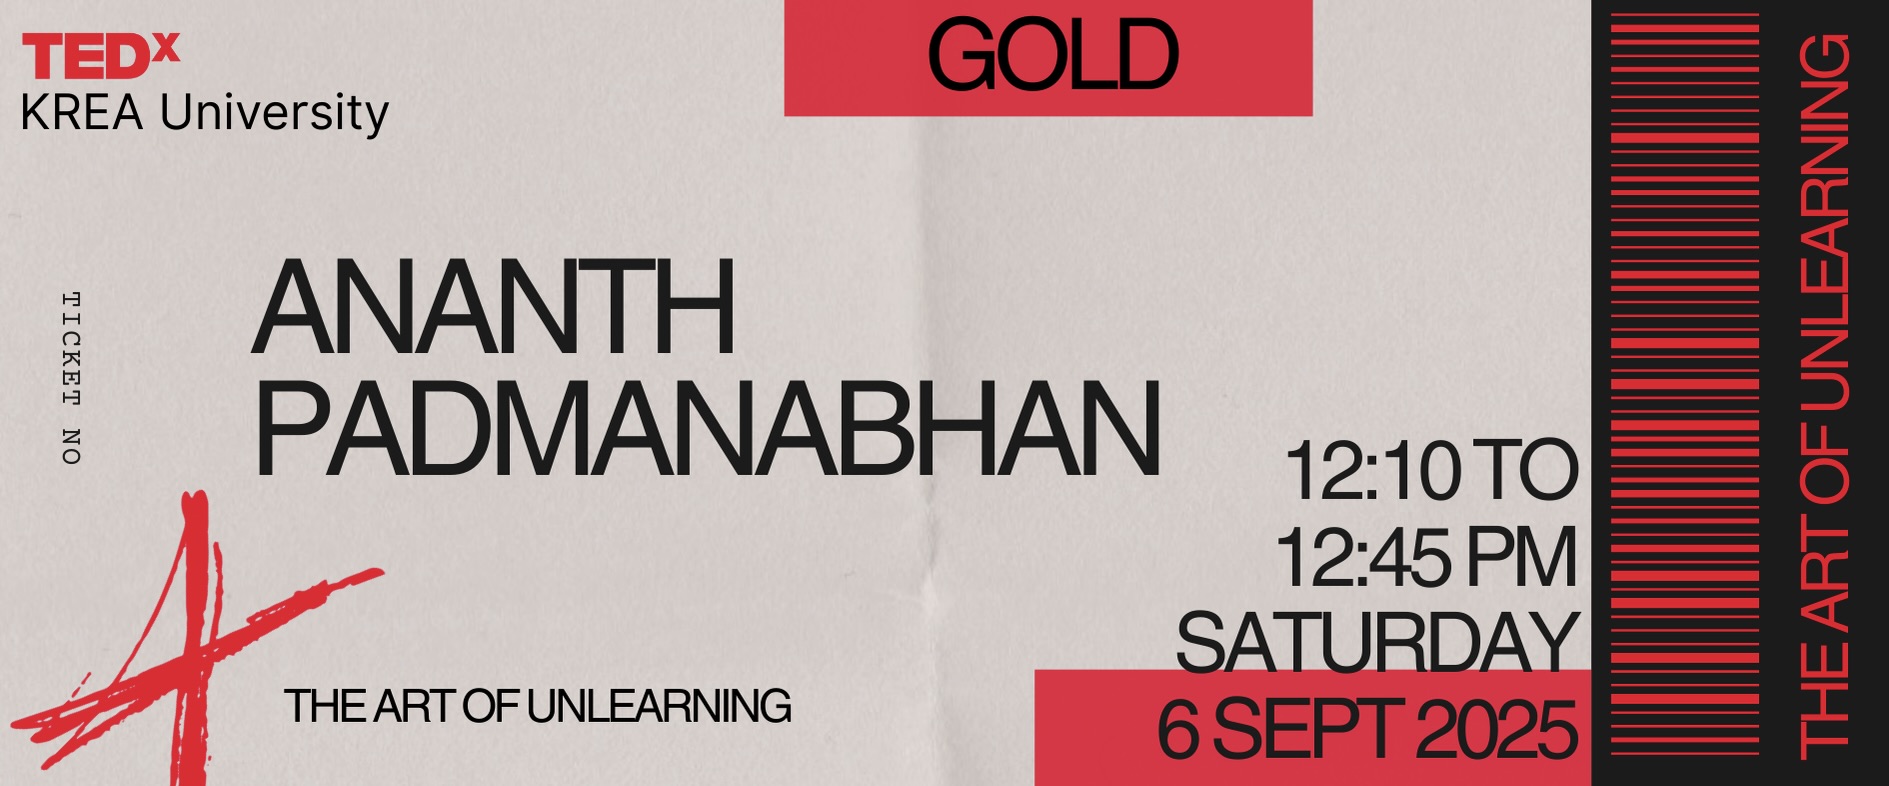 TEDx
KREA University
GOLD
TICKET NO
ANANTH
PADMANABHAN
12:10 TO
12:45 PM
SATURDAY
6 SEPT 2025
THE ART OF UNLEARNING
THE ART OF UNLEARNING